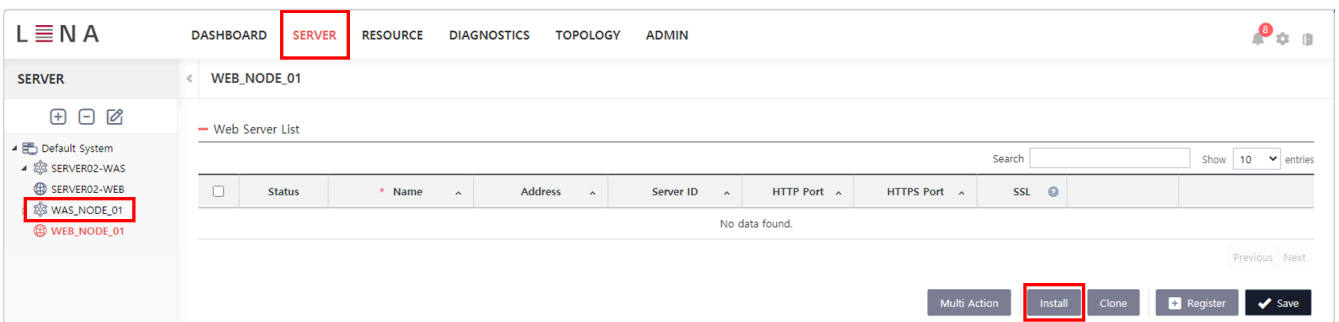 LENA
DASHBOARD SERVER RESOURCE DIAGNOSTICS TOPOLOGY ADMIN 8
SERVER
WEB_NODE_01
Default System
SERVER02-WAS
SERVER02-WEB
WAS_NODE_01
WEB_NODE_01
Web Server List
Search Show 10 entries
Status * Name Address Server ID HTTP Port HTTPS Port SSL ?
No data found.
Previous Next
Multi Action Install Clone Register Save